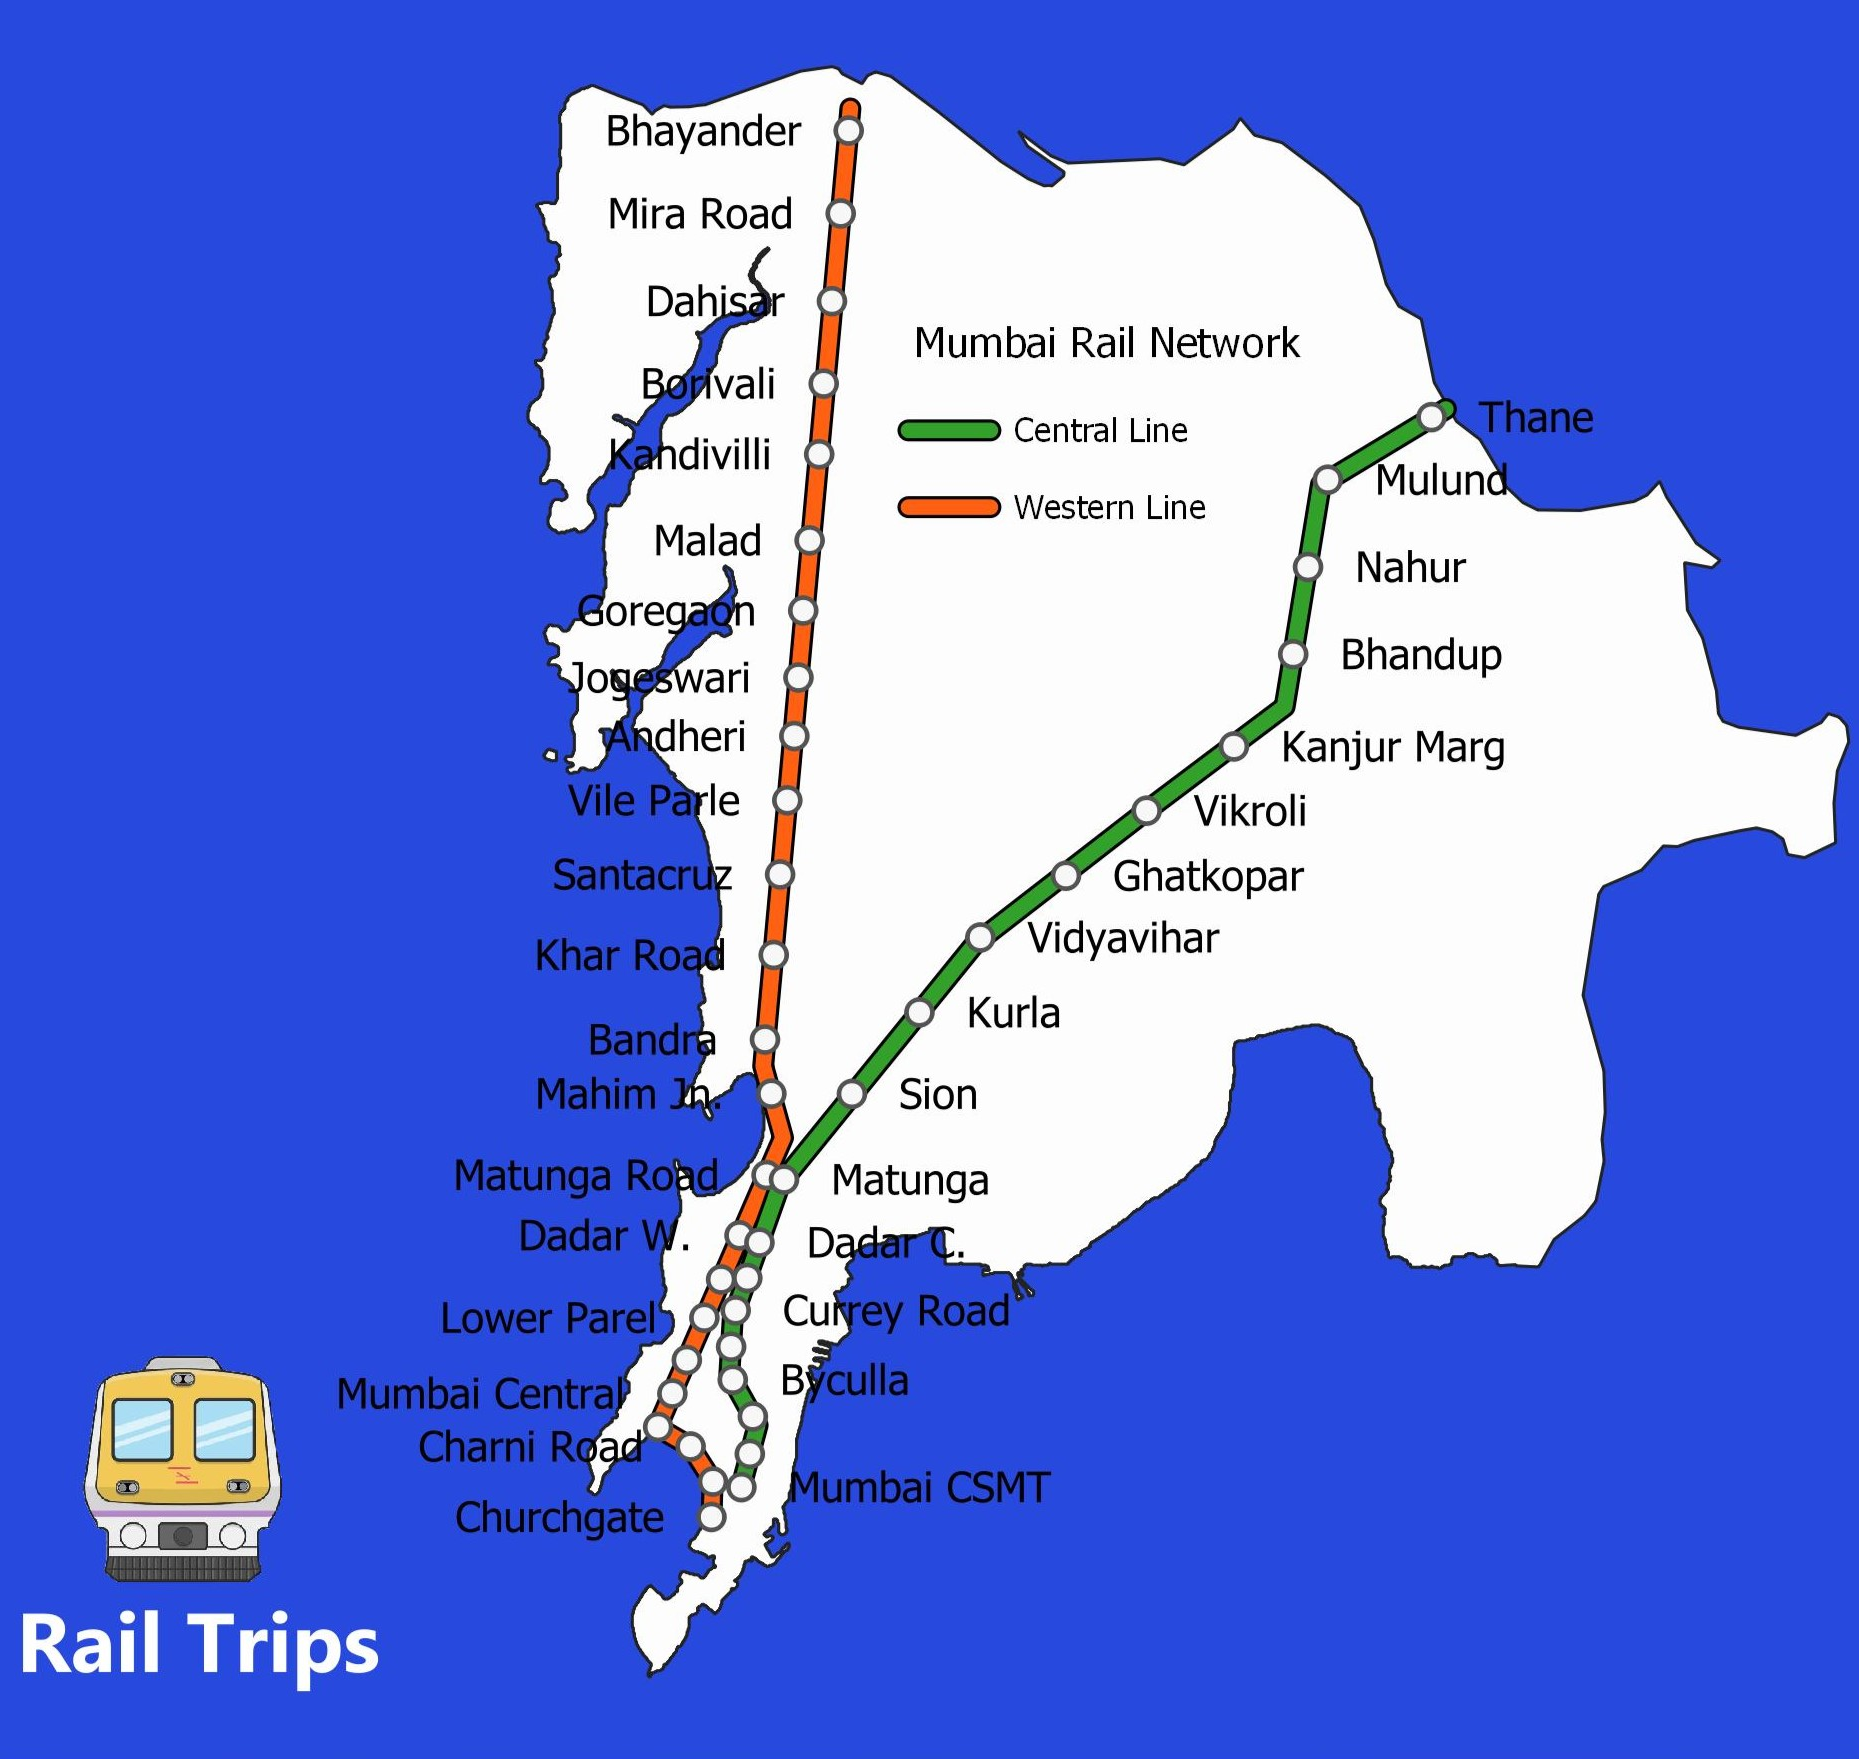 Bhayander
Mira Road
Dahisar
Borivali
Kandivilli
Malad
Goregaon
Jogeswari
Andheri
Vile Parle
Santacruz
Khar Road
Bandra
Mahim Jn.
Matunga Road
Dadar W.
Lower Parel
Mumbai Central
Charni Road
Churchgate
Mumbai Rail Network
Central Line
Western Line
Thane
Mulund
Nahur
Bhandup
Kanjur Marg
Vikroli
Ghatkopar
Vidyavihar
Kurla
Sion
Matunga
Dadar C.
Currey Road
Byculla
Mumbai CSMT
Rail Trips